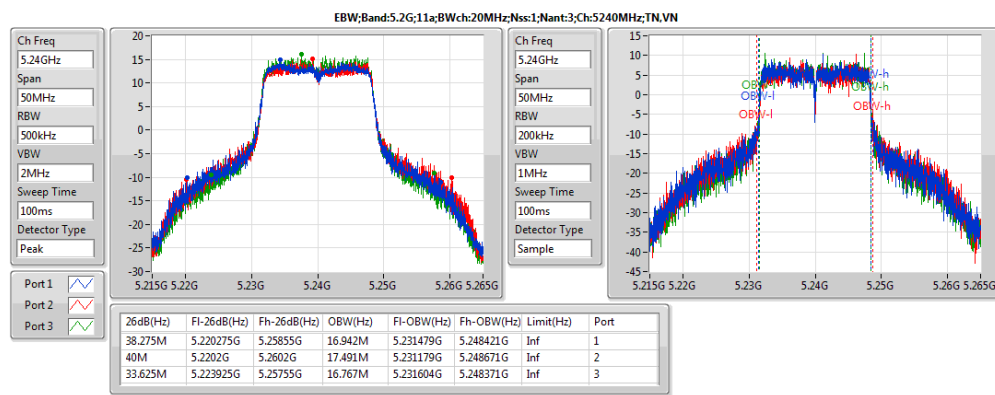 EBW;Band:5.2G;11a;BWch:20MHz;Nss:1;Nant:3;Ch:5240MHz;TN,VN
Ch Freq
5.24GHz
Span
50MHz
RBW
500kHz
VBW
2MHz
Sweep Time
100ms
Detector Type
Peak
20
15
10
5
0
-5
-10
-15
-20
-25
-30
5.215G 5.22G 5.23G 5.24G 5.25G 5.26G 5.265G
Ch Freq
5.24GHz
Span
50MHz
RBW
200kHz
VBW
1MHz
Sweep Time
100ms
Detector Type
Sample
15
10
5
0
-5
-10
-15
-20
-25
-30
-35
-40
-45
OBW-l
OBW-l
W-h
W-h
OBW-h
5.215G 5.22G 5.23G 5.24G 5.25G 5.26G 5.265G
Port 1
Port 2
Port 3
26dB(Hz) Fl-26dB(Hz) Fh-26dB(Hz) OBW(Hz) Fl-OBW(Hz) Fh-OBW(Hz) Limit(Hz) Port
38.275M 5.220275G 5.25855G 16.942M 5.231479G 5.248421G Inf 1
40M 5.2202G 5.2602G 17.491M 5.231179G 5.248671G Inf 2
33.625M 5.223925G 5.25755G 16.767M 5.231604G 5.248371G Inf 3